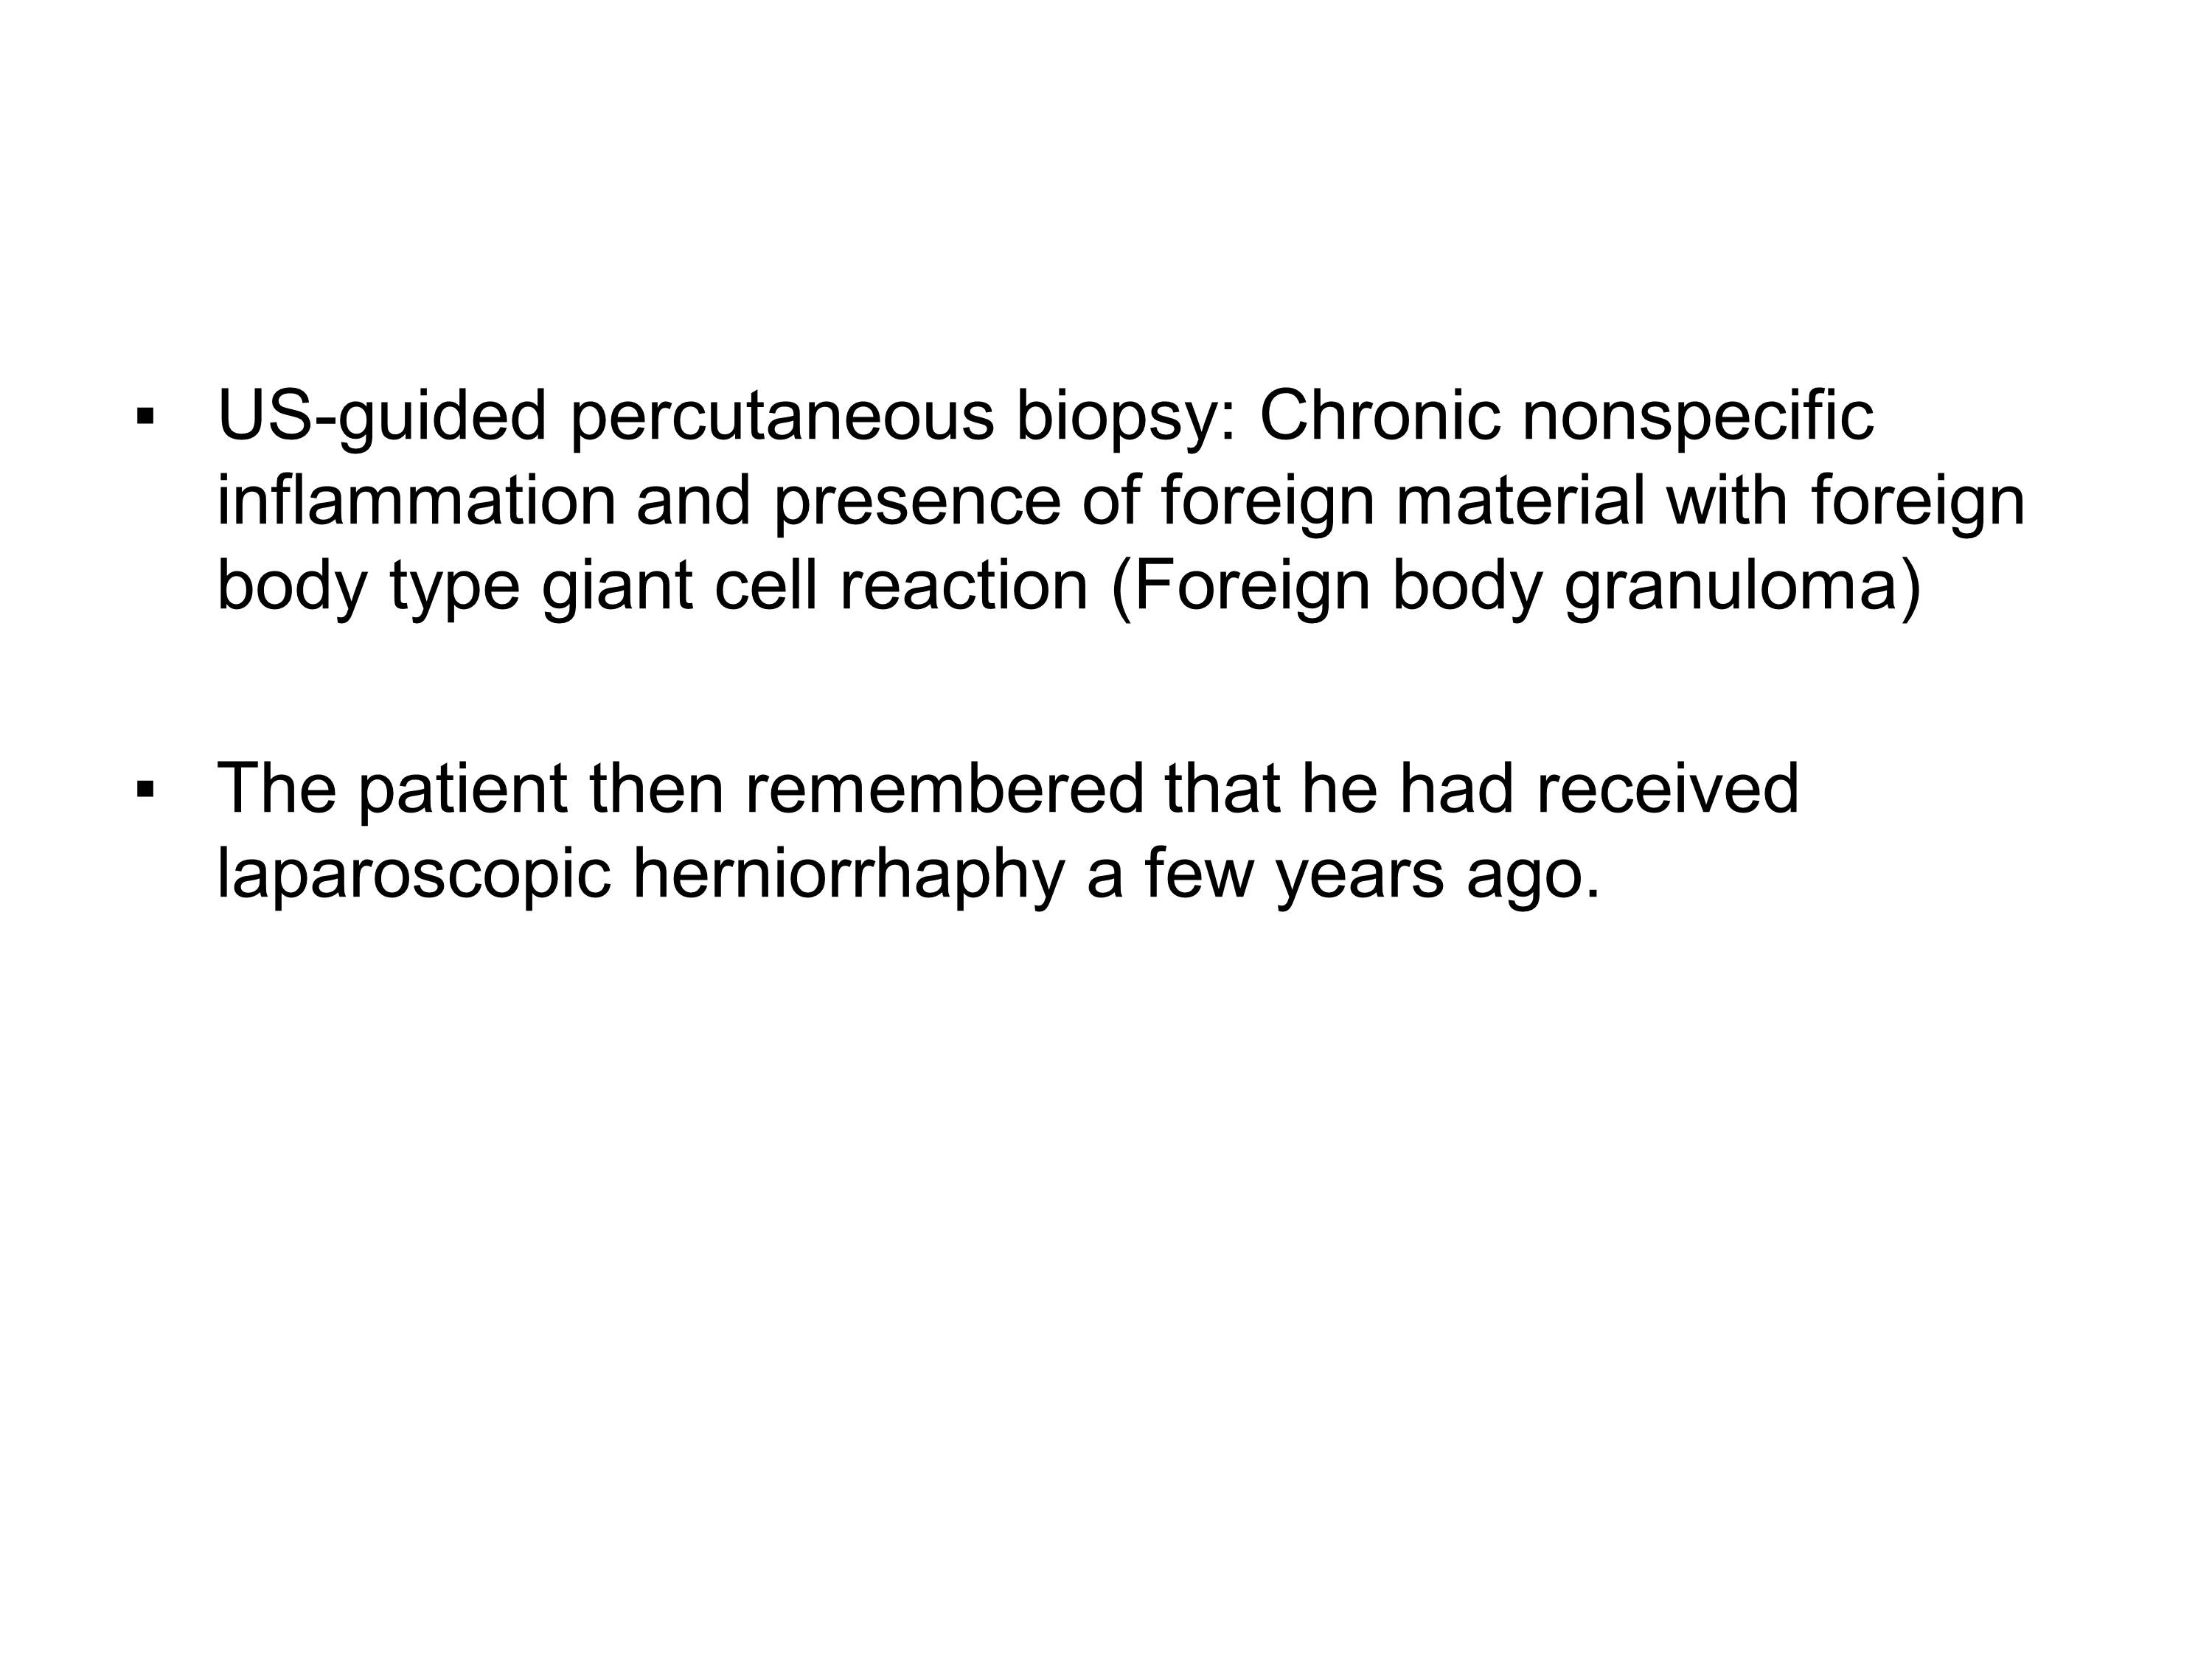 ▪ US-guided percutaneous biopsy: Chronic nonspecific
inflammation and presence of foreign material with foreign
body type giant cell reaction (Foreign body granuloma)
▪ The patient then remembered that he had received
laparoscopic herniorrhaphy a few years ago.